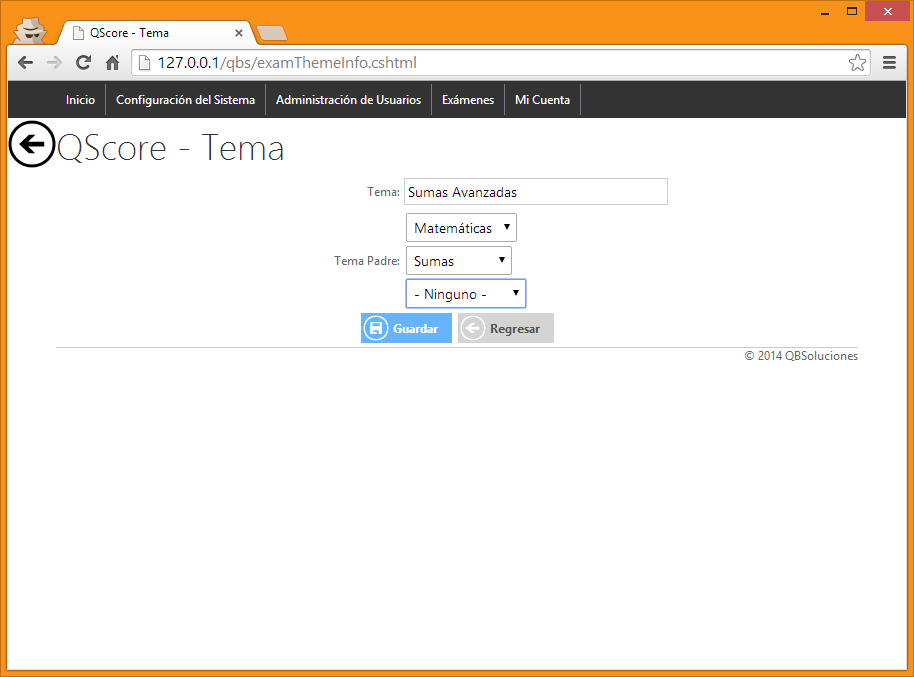 QScore - Tema
127.0.0.1/qbs/examThemeInfo.cshtml
Inicio Configuración del Sistema Administración de Usuarios Exámenes Mi Cuenta
QScore - Tema
Tema: Sumas Avanzadas
Matemáticas
Tema Padre: Sumas
- Ninguno -
Guardar Regresar
© 2014 QBSoluciones